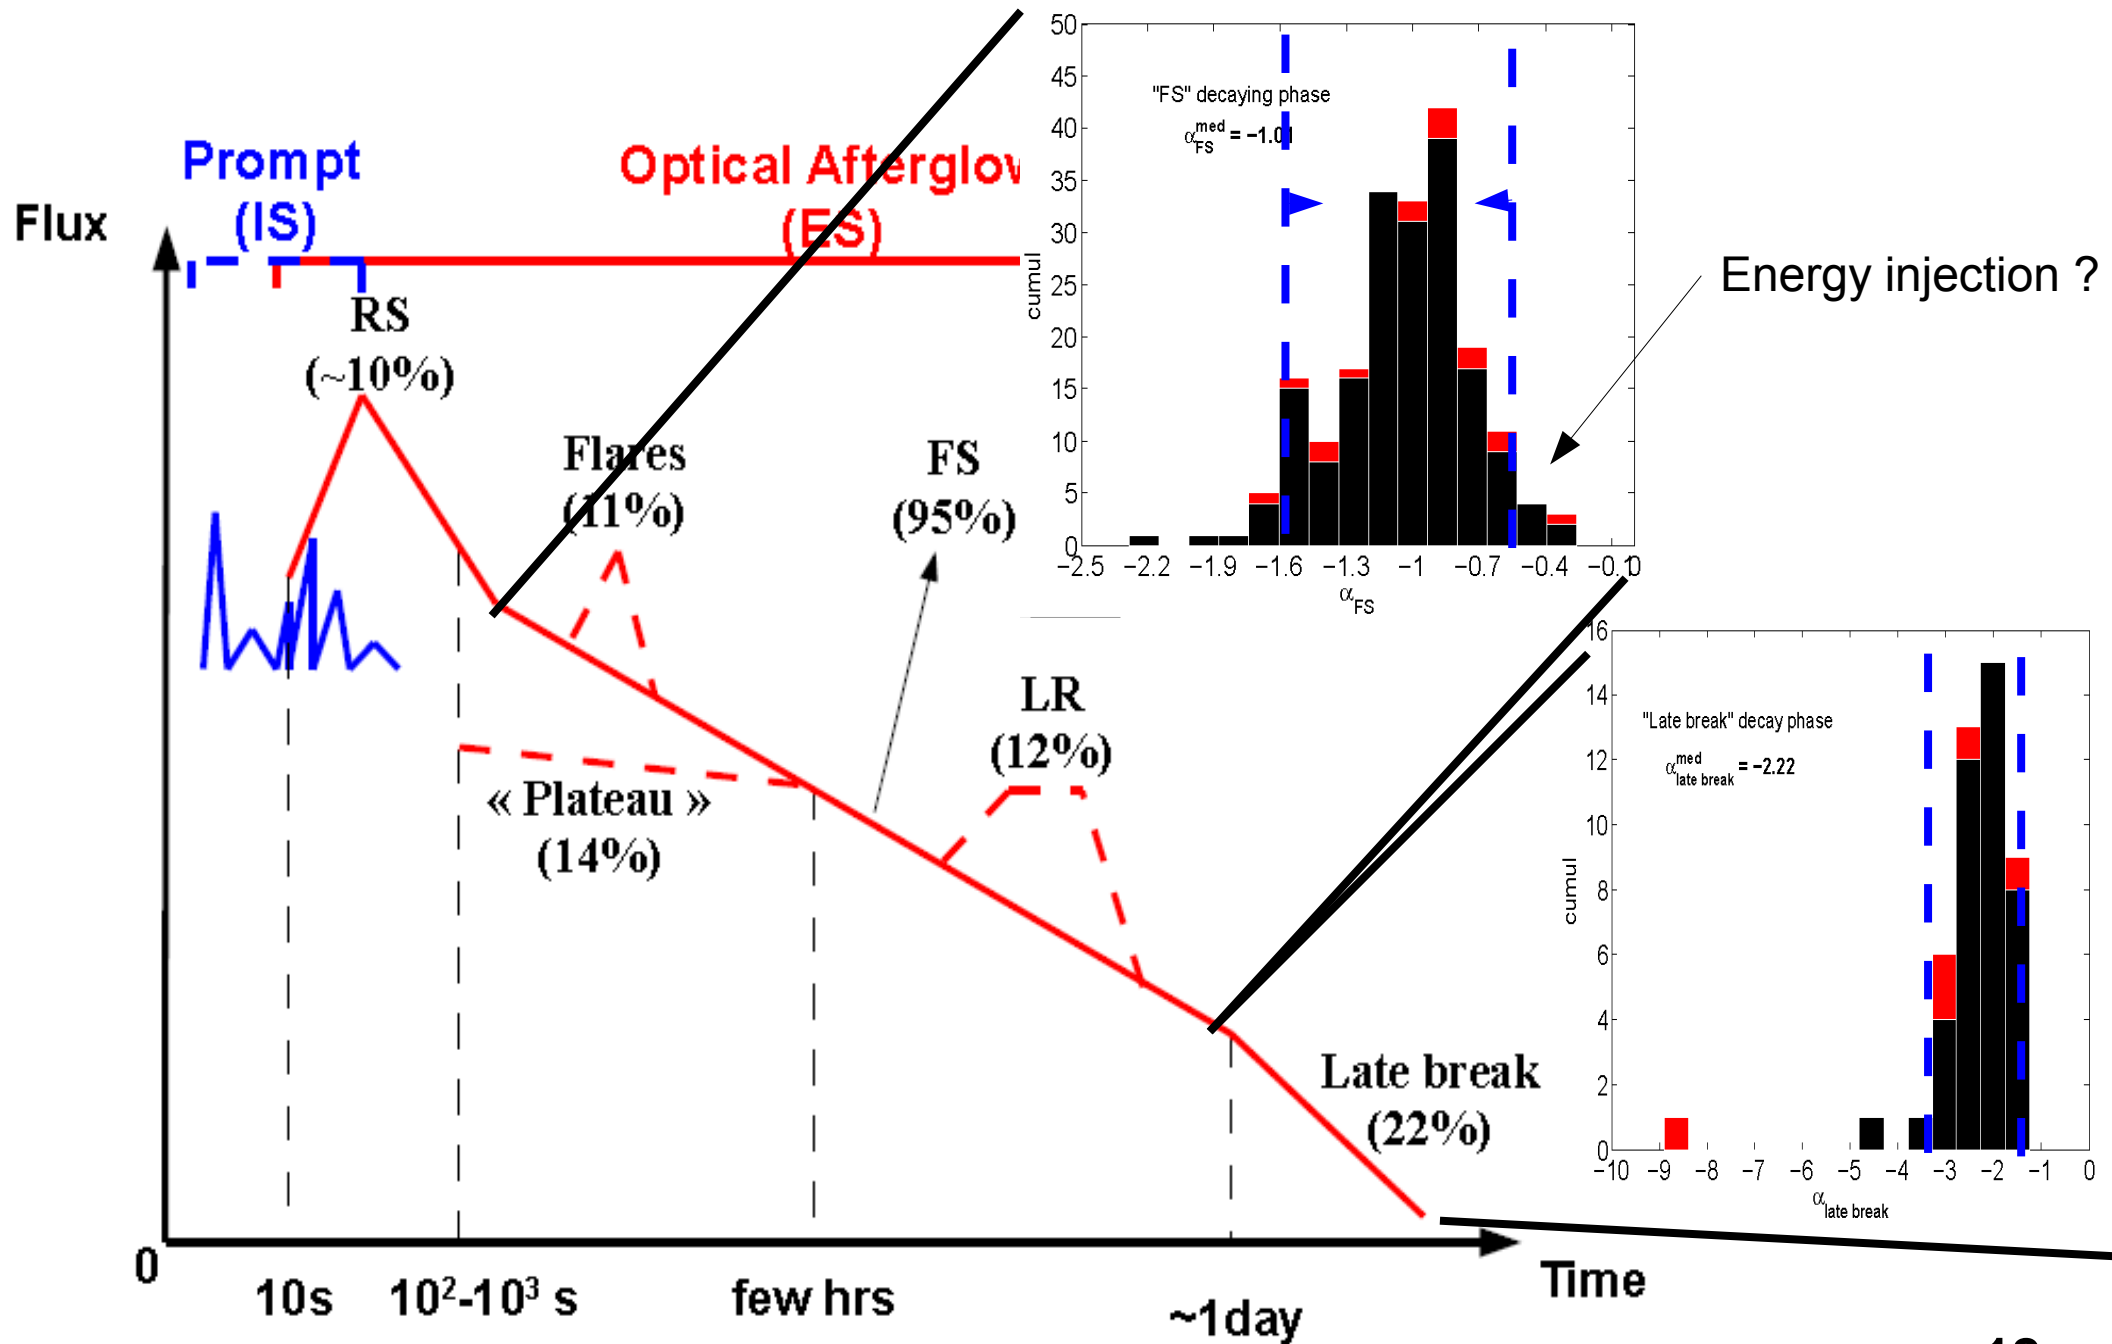 Prompt
(IS)
Optical Afterglow
(ES)
Flux
RS
(~10%)
Flares
(11%)
FS
(95%)
« Plateau »
(14%)
LR
(12%)
Late break
(22%)
0
10s
10²-10³ s
few hrs
~1day
Time
50
45
40
35
30
25
20
15
10
5
0
cumul
"FS" decaying phase
α_FS^med = −1.01
−2.5 −2.2 −1.9 −1.6 −1.3 −1 −0.7 −0.4 −0.1 0
α_FS
Energy injection ?
16
14
12
10
8
6
4
2
0
cumul
"Late break" decay phase
α_late break^med = −2.22
−10 −9 −8 −7 −6 −5 −4 −3 −2 −1 0
α_late break